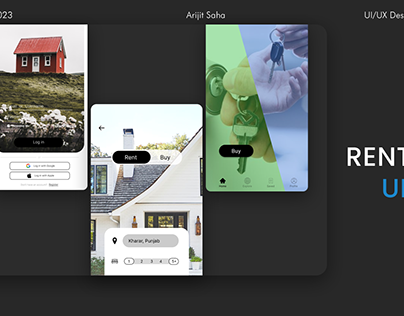 2023
Arijit Saha
UI/UX Des
Log in
Log in with Google
Log in with Apple
Rent
Buy
Kharar, Punjab
1 2 3 4 5+
Buy
RENT
UI